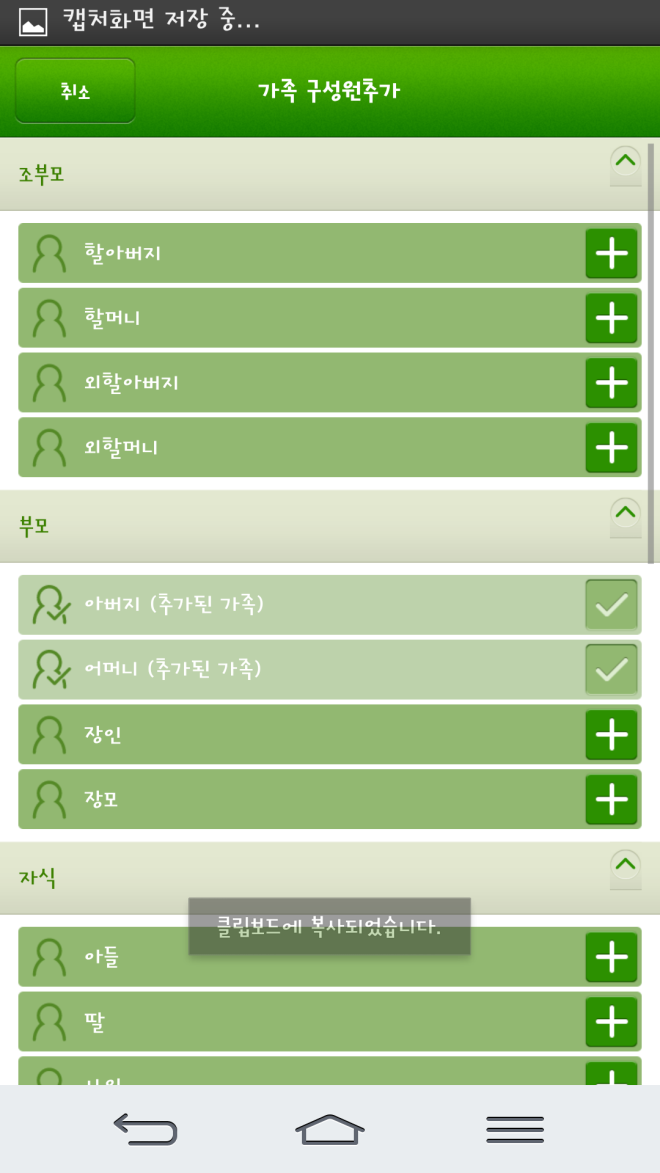 캡처화면 저장 중...
취소
가족 구성원추가
조부모
할아버지
할머니
외할아버지
외할머니
부모
아버지 (추가된 가족)
어머니 (추가된 가족)
장인
장모
자식
클립보드에 복사되었습니다.
아들
딸